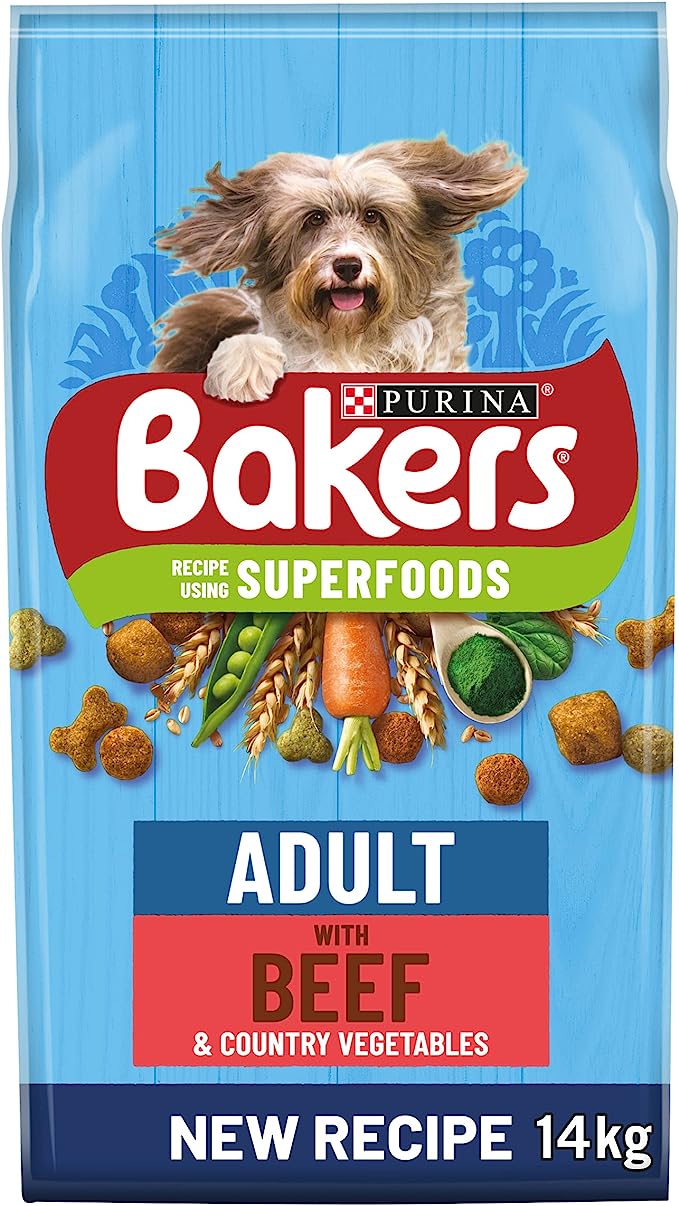 PURINA®
Bakers®
RECIPE
USING SUPERFOODS
ADULT
WITH
BEEF
& COUNTRY VEGETABLES
NEW RECIPE 14kg